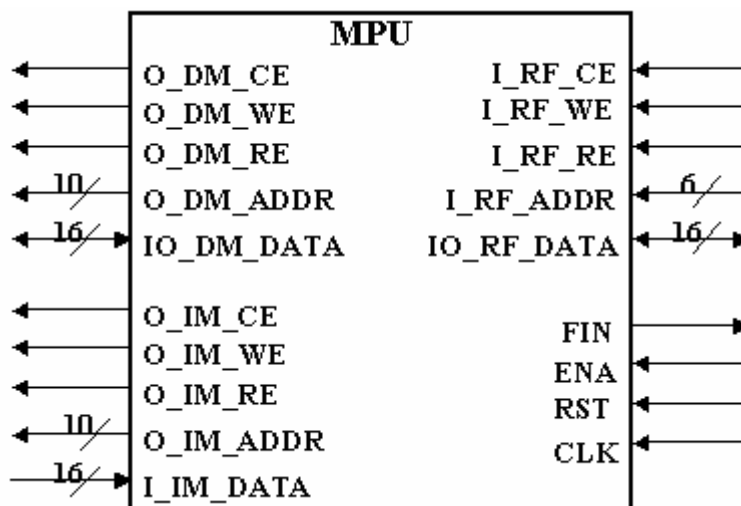 MPU
O_DM_CE I_RF_CE
O_DM_WE I_RF_WE
O_DM_RE I_RF_RE
10 O_DM_ADDR I_RF_ADDR 6
16 IO_DM_DATA IO_RF_DATA 16
O_IM_CE FIN
O_IM_WE ENA
O_IM_RE RST
10 O_IM_ADDR CLK
16 I_IM_DATA